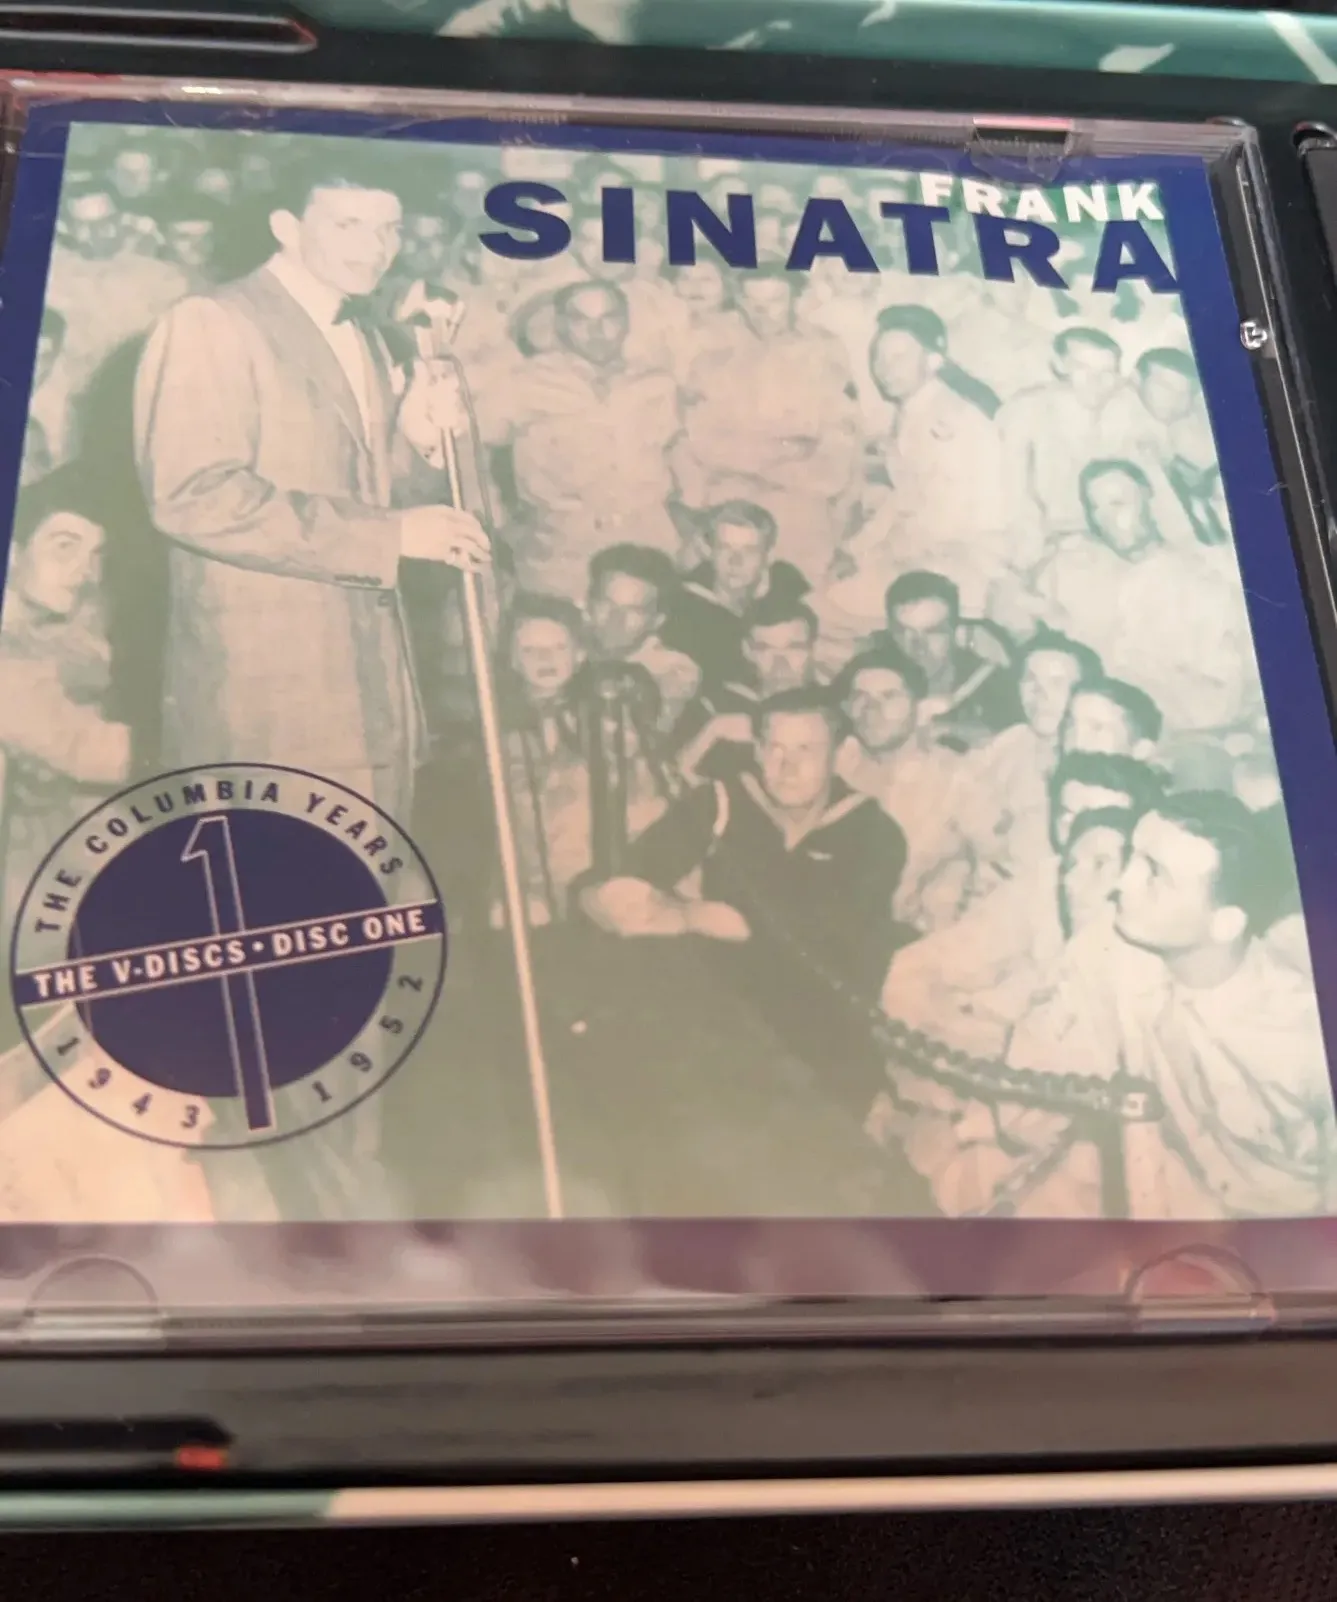 FRANK
SINATRA
THE COLUMBIA YEARS
1
THE V-DISCS • DISC ONE
1943 1952